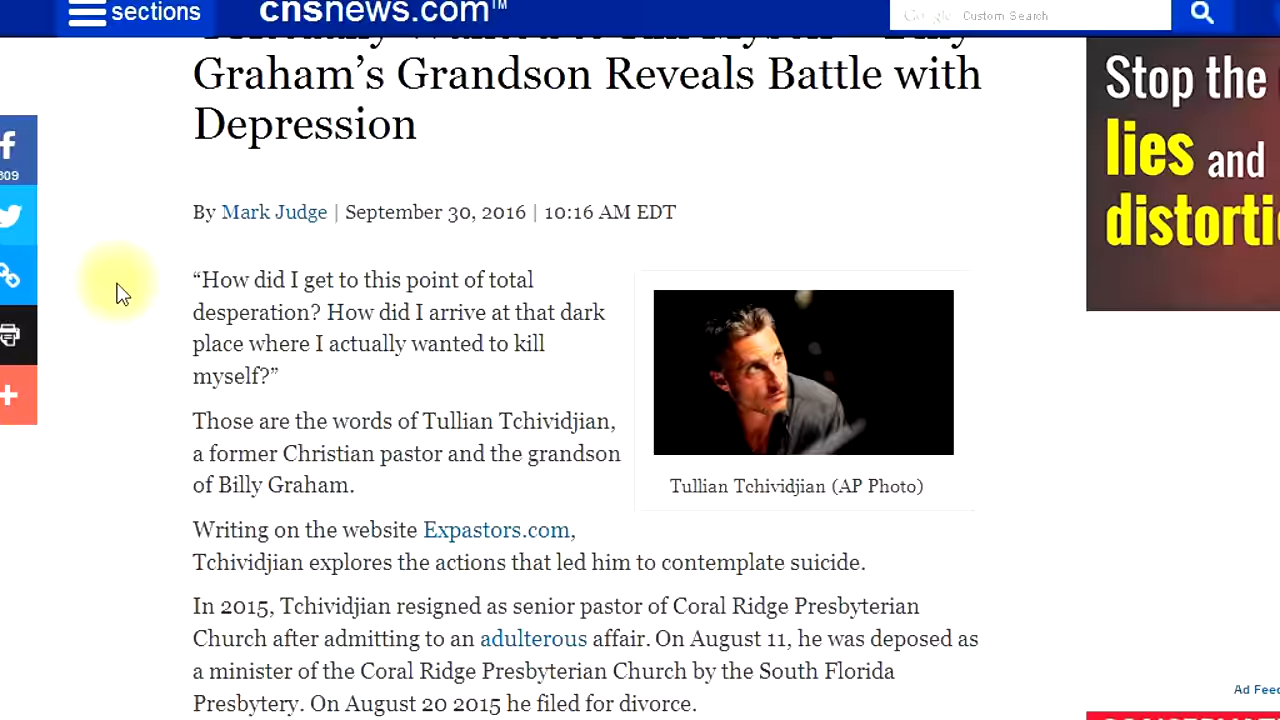 sections
cnsnews.com™
Google Custom Search
Graham’s Grandson Reveals Battle with
Depression
By Mark Judge | September 30, 2016 | 10:16 AM EDT
“How did I get to this point of total
desperation? How did I arrive at that dark
place where I actually wanted to kill
myself?”
Those are the words of Tullian Tchividjian,
a former Christian pastor and the grandson
of Billy Graham.
Tullian Tchividjian (AP Photo)
Writing on the website Expastors.com,
Tchividjian explores the actions that led him to contemplate suicide.
In 2015, Tchividjian resigned as senior pastor of Coral Ridge Presbyterian
Church after admitting to an adulterous affair. On August 11, he was deposed as
a minister of the Coral Ridge Presbyterian Church by the South Florida
Presbytery. On August 20 2015 he filed for divorce.
Stop the
lies and
distorti
Ad Feed